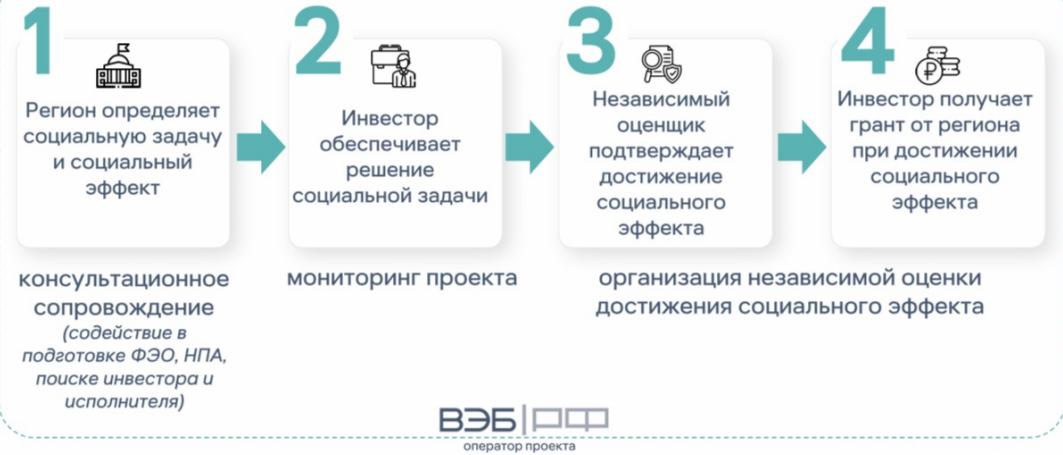 1
Регион определяет
социальную задачу
и социальный
эффект
2
Инвестор
обеспечивает
решение
социальной задачи
3
Независимый
оценщик
подтверждает
достижение
социального
эффекта
4
Инвестор получает
грант от региона
при достижении
социального
эффекта
консультационное
сопровождение
(содействие в
подготовке ФЭО, НПА,
поиске инвестора и
исполнителя)
мониторинг проекта
организация независимой оценки
достижения социального эффекта
ВЭБ|РФ
оператор проекта